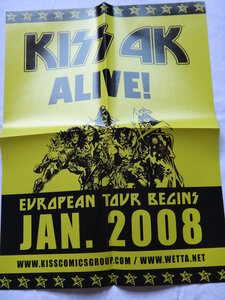 KISS 4K
ALIVE!
EUROPEAN TOUR BEGINS
JAN. 2008
WWW.KISSCOMICSGROUP.COM / WWW.WETTA.NET